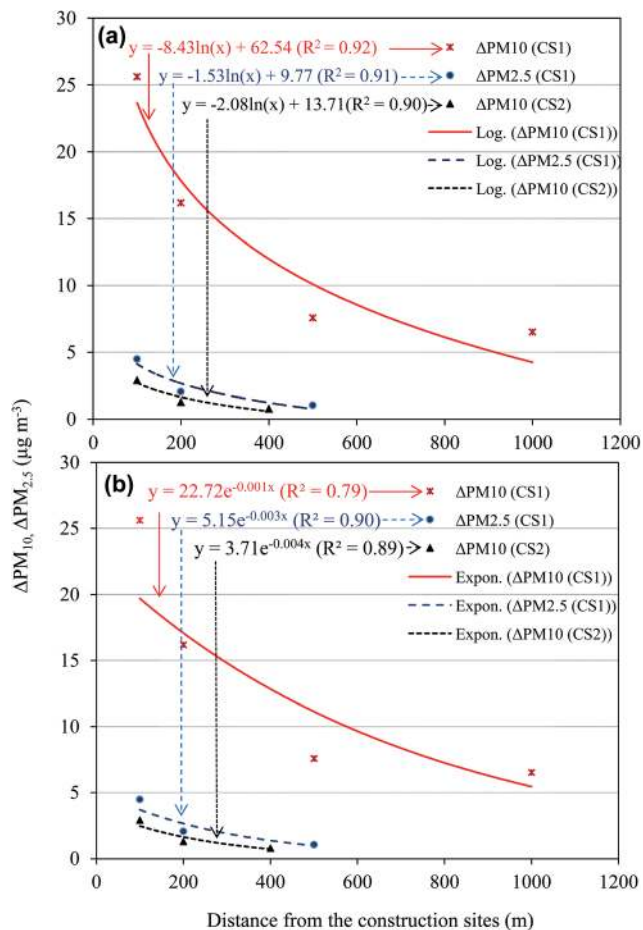 (a)
y = -8.43ln(x) + 62.54 (R² = 0.92)
ΔPM10 (CS1)
y = -1.53ln(x) + 9.77 (R² = 0.91)
ΔPM2.5 (CS1)
y = -2.08ln(x) + 13.71(R² = 0.90)
ΔPM10 (CS2)
Log. (ΔPM10 (CS1))
Log. (ΔPM2.5 (CS1))
Log. (ΔPM10 (CS2))
30
25
20
15
10
5
0
0 200 400 600 800 1000 1200
ΔPM₁₀, ΔPM₂.₅ (µg m⁻³)
(b)
y = 22.72e⁻⁰·⁰⁰¹ˣ (R² = 0.79)
ΔPM10 (CS1)
y = 5.15e⁻⁰·⁰⁰³ˣ (R² = 0.90)
ΔPM2.5 (CS1)
y = 3.71e⁻⁰·⁰⁰⁴ˣ (R² = 0.89)
ΔPM10 (CS2)
Expon. (ΔPM10 (CS1))
Expon. (ΔPM2.5 (CS1))
Expon. (ΔPM10 (CS2))
30
25
20
15
10
5
0
0 200 400 600 800 1000 1200
Distance from the construction sites (m)